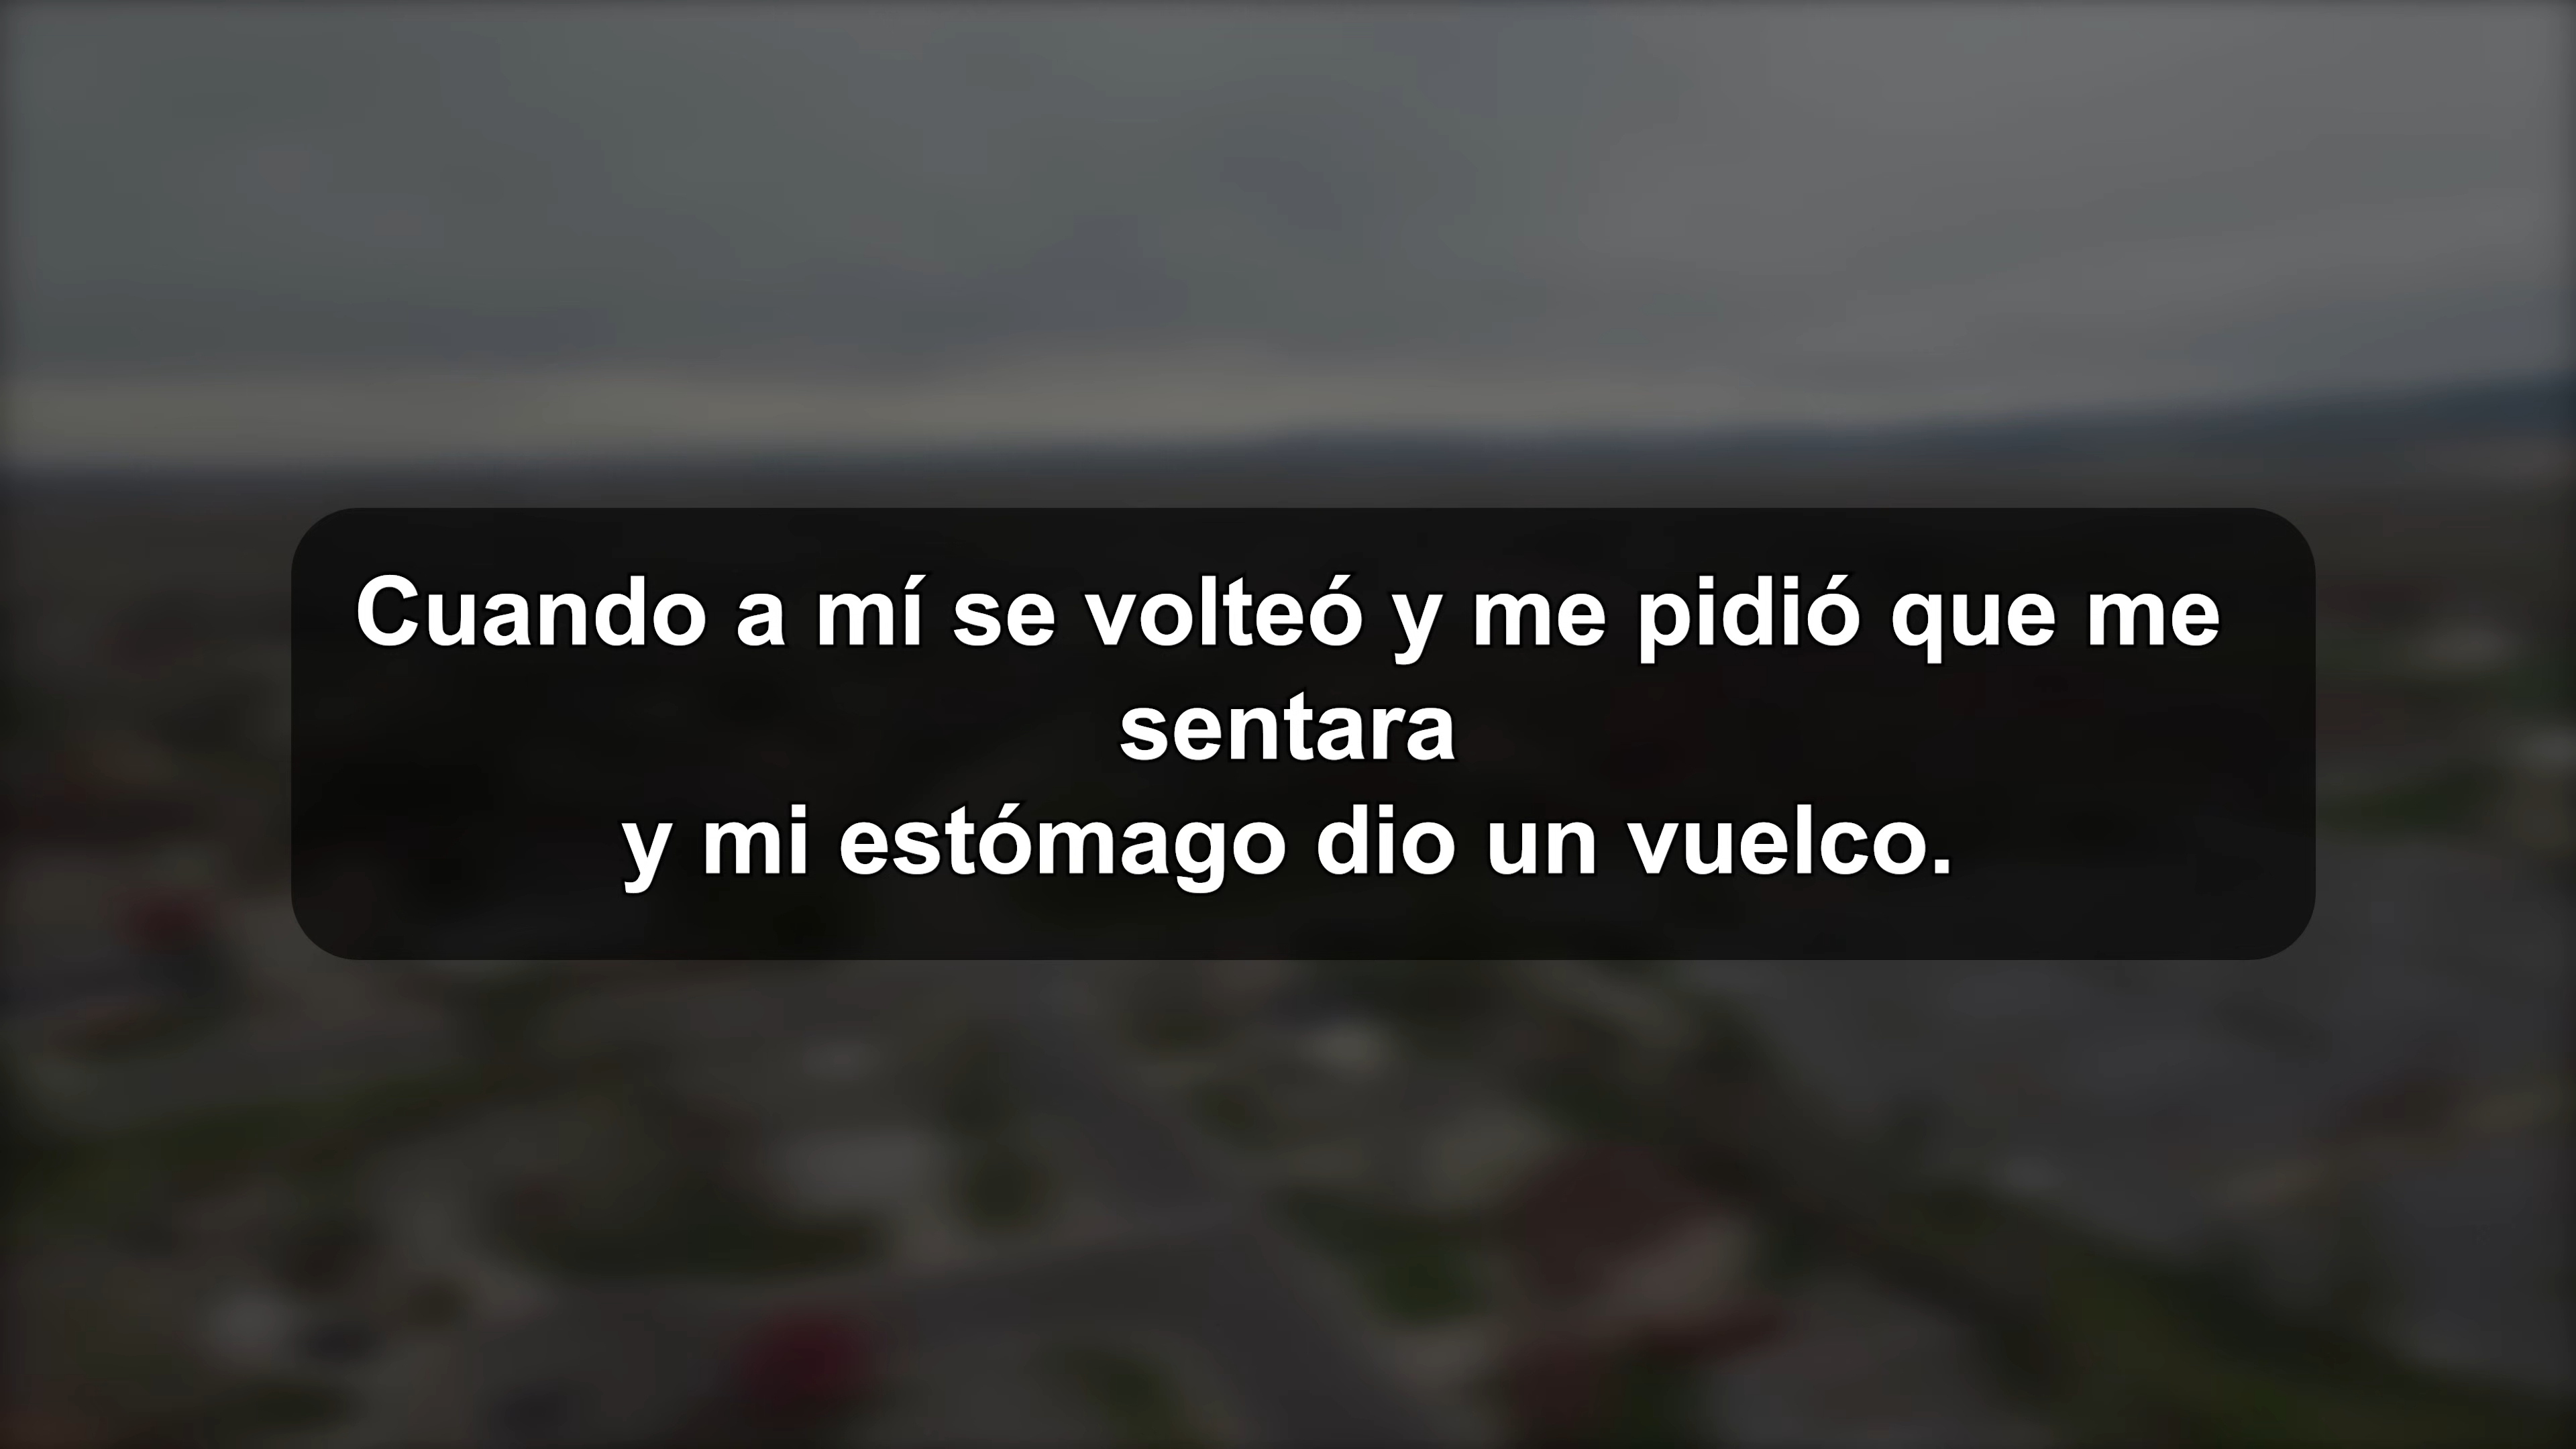 Cuando a mí se volteó y me pidió que me
sentara
y mi estómago dio un vuelco.